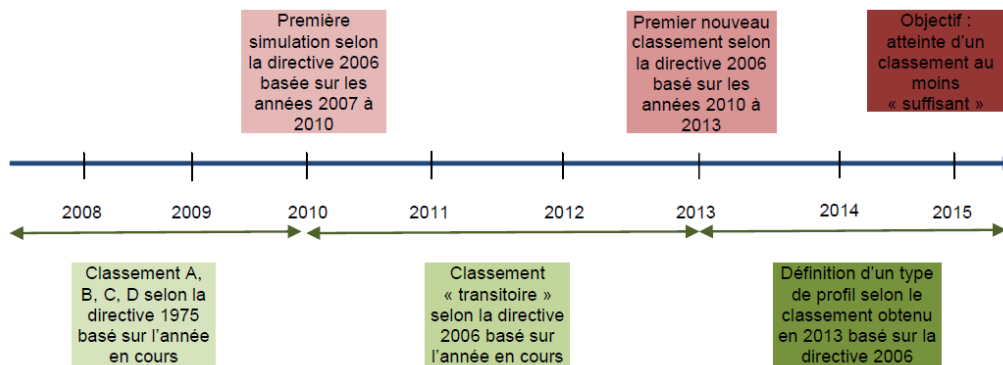 Première
simulation selon
la directive 2006
basée sur les
années 2007 à
2010
Premier nouveau
classement selon
la directive 2006
basé sur les
années 2010 à
2013
Objectif :
atteinte d’un
classement au
moins
« suffisant »
2008
2009
2010
2011
2012
2013
2014
2015
Classement A,
B, C, D selon la
directive 1975
basé sur l’année
en cours
Classement
« transitoire »
selon la directive
2006 basé sur
l’année en cours
Définition d’un type
de profil selon le
classement obtenu
en 2013 basé sur la
directive 2006